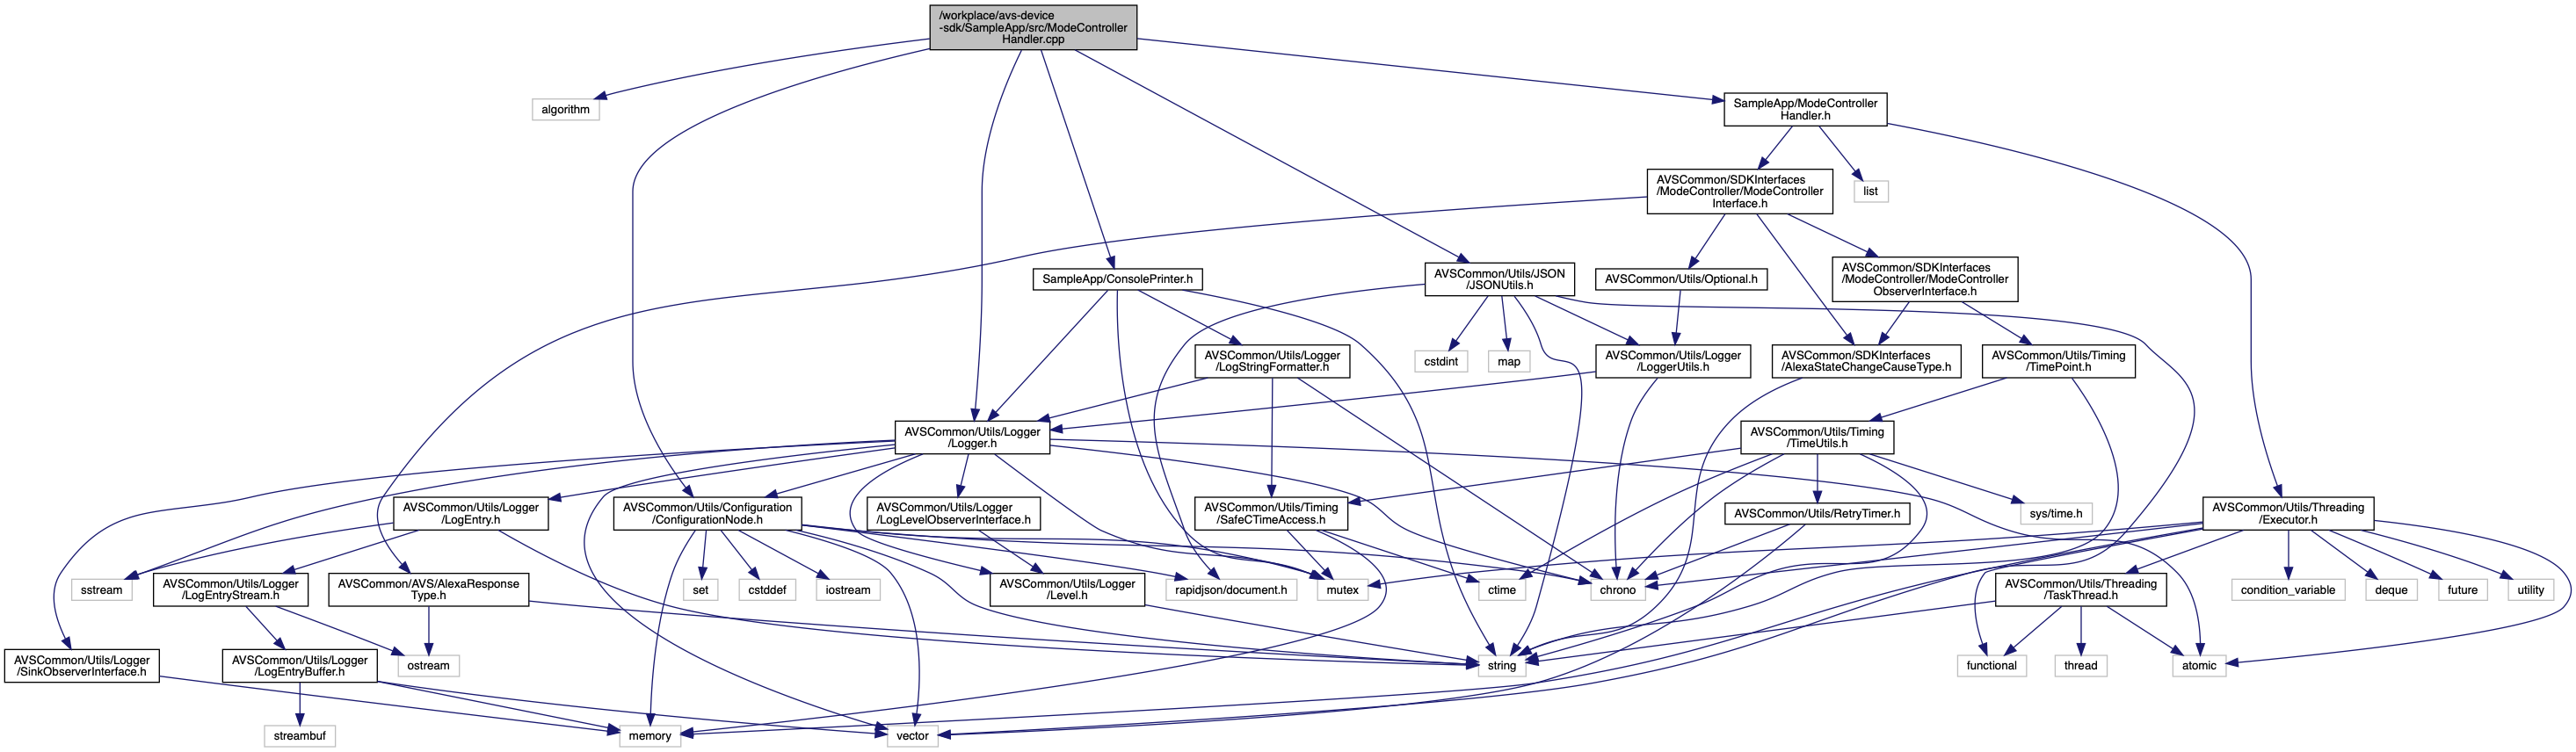 /workplace/avs-device
-sdk/SampleApp/src/ModeController
Handler.cpp
algorithm
SampleApp/ModeController
Handler.h
AVSCommon/SDKInterfaces
/ModeController/ModeController
Interface.h
list
SampleApp/ConsolePrinter.h
AVSCommon/Utils/JSON
/JSONUtils.h
AVSCommon/Utils/Optional.h
AVSCommon/SDKInterfaces
/ModeController/ModeController
ObserverInterface.h
AVSCommon/Utils/Logger
/LogStringFormatter.h
cstdint
map
AVSCommon/Utils/Logger
/LoggerUtils.h
AVSCommon/SDKInterfaces
/AlexaStateChangeCauseType.h
AVSCommon/Utils/Timing
/TimePoint.h
AVSCommon/Utils/Logger
/Logger.h
AVSCommon/Utils/Timing
/TimeUtils.h
AVSCommon/Utils/Logger
/LogEntry.h
AVSCommon/Utils/Configuration
/ConfigurationNode.h
AVSCommon/Utils/Logger
/LogLevelObserverInterface.h
AVSCommon/Utils/Timing
/SafeCTimeAccess.h
AVSCommon/Utils/RetryTimer.h
sys/time.h
AVSCommon/Utils/Threading
/Executor.h
sstream
AVSCommon/Utils/Logger
/LogEntryStream.h
AVSCommon/AVS/AlexaResponse
Type.h
set
cstddef
iostream
AVSCommon/Utils/Logger
/Level.h
rapidjson/document.h
mutex
ctime
chrono
AVSCommon/Utils/Threading
/TaskThread.h
condition_variable
deque
future
utility
AVSCommon/Utils/Logger
/SinkObserverInterface.h
AVSCommon/Utils/Logger
/LogEntryBuffer.h
ostream
string
functional
thread
atomic
streambuf
memory
vector